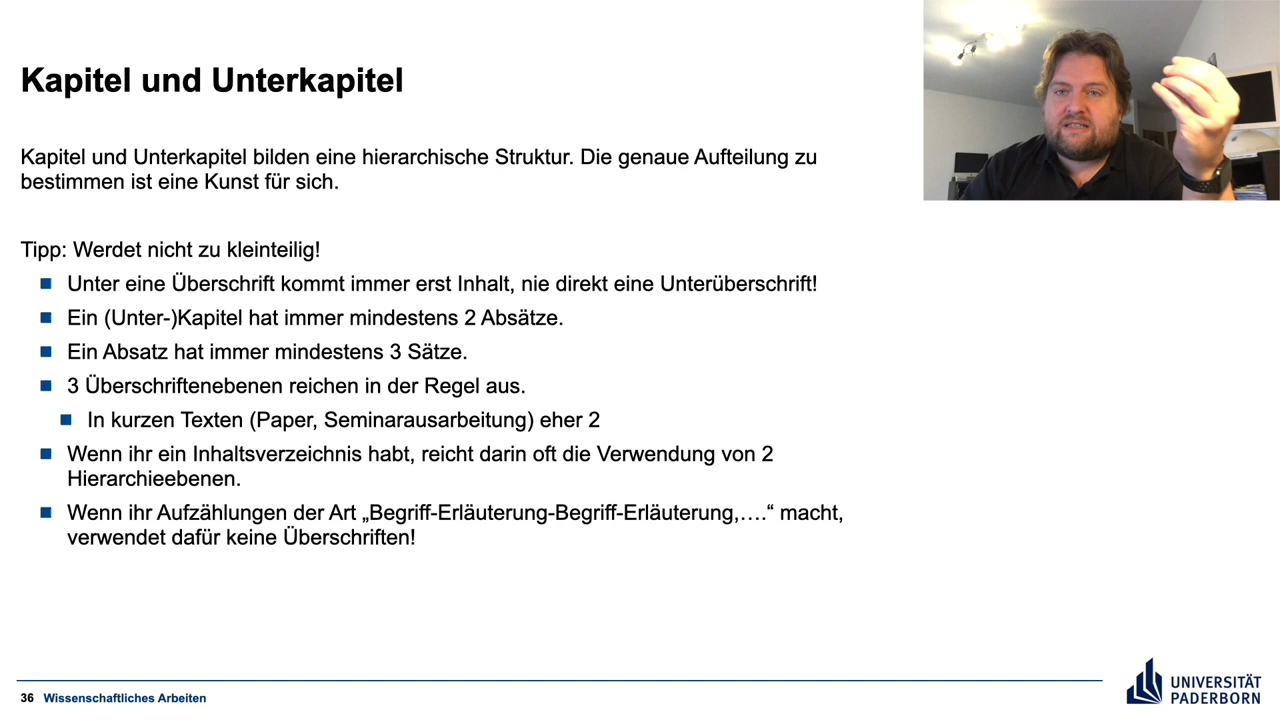 Kapitel und Unterkapitel
Kapitel und Unterkapitel bilden eine hierarchische Struktur. Die genaue Aufteilung zu
bestimmen ist eine Kunst für sich.
Tipp: Werdet nicht zu kleinteilig!
Unter eine Überschrift kommt immer erst Inhalt, nie direkt eine Unterüberschrift!
Ein (Unter-)Kapitel hat immer mindestens 2 Absätze.
Ein Absatz hat immer mindestens 3 Sätze.
3 Überschriftenebenen reichen in der Regel aus.
In kurzen Texten (Paper, Seminarausarbeitung) eher 2
Wenn ihr ein Inhaltsverzeichnis habt, reicht darin oft die Verwendung von 2
Hierarchieebenen.
Wenn ihr Aufzählungen der Art „Begriff-Erläuterung-Begriff-Erläuterung,….“ macht,
verwendet dafür keine Überschriften!
36 Wissenschaftliches Arbeiten
UNIVERSITÄT
PADERBORN